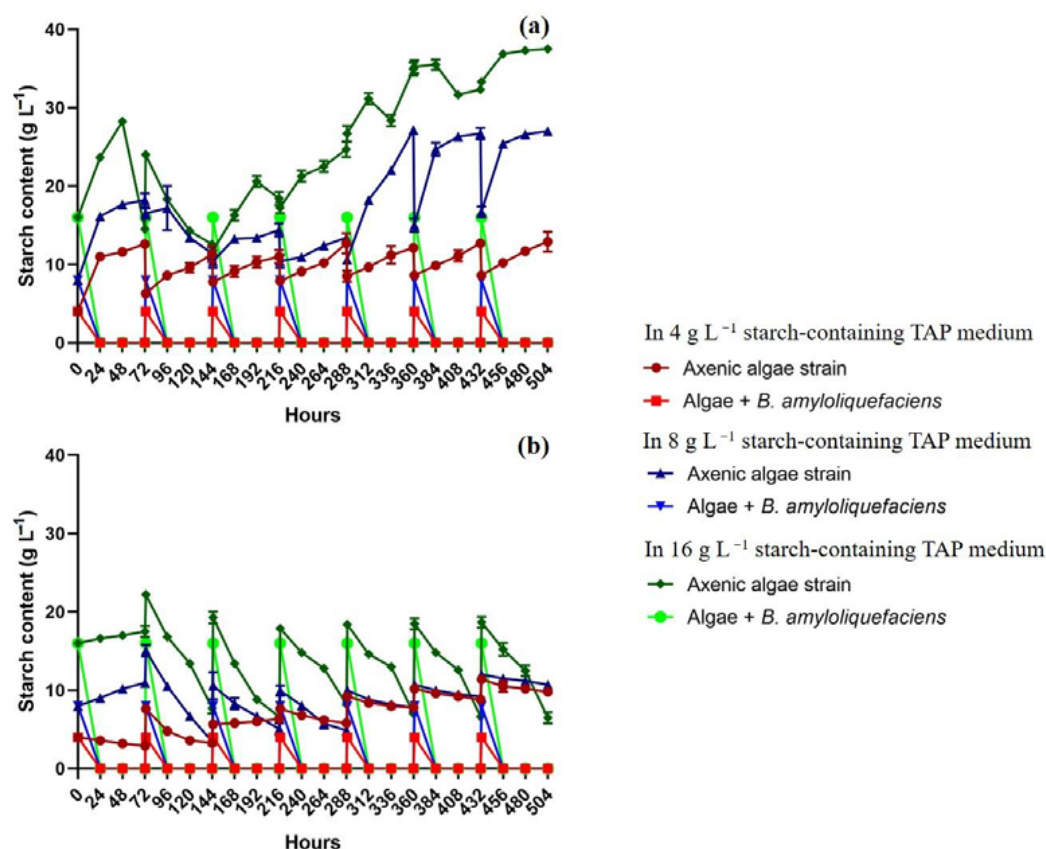 (a)
Starch content (g L⁻¹)
40
30
20
10
0
0 24 48 72 96 120 144 168 192 216 240 264 288 312 336 360 384 408 432 456 480 504
Hours
(b)
Starch content (g L⁻¹)
40
30
20
10
0
0 24 48 72 96 120 144 168 192 216 240 264 288 312 336 360 384 408 432 456 480 504
Hours
In 4 g L ⁻¹ starch-containing TAP medium
Axenic algae strain
Algae + B. amyloliquefaciens
In 8 g L ⁻¹ starch-containing TAP medium
Axenic algae strain
Algae + B. amyloliquefaciens
In 16 g L ⁻¹ starch-containing TAP medium
Axenic algae strain
Algae + B. amyloliquefaciens